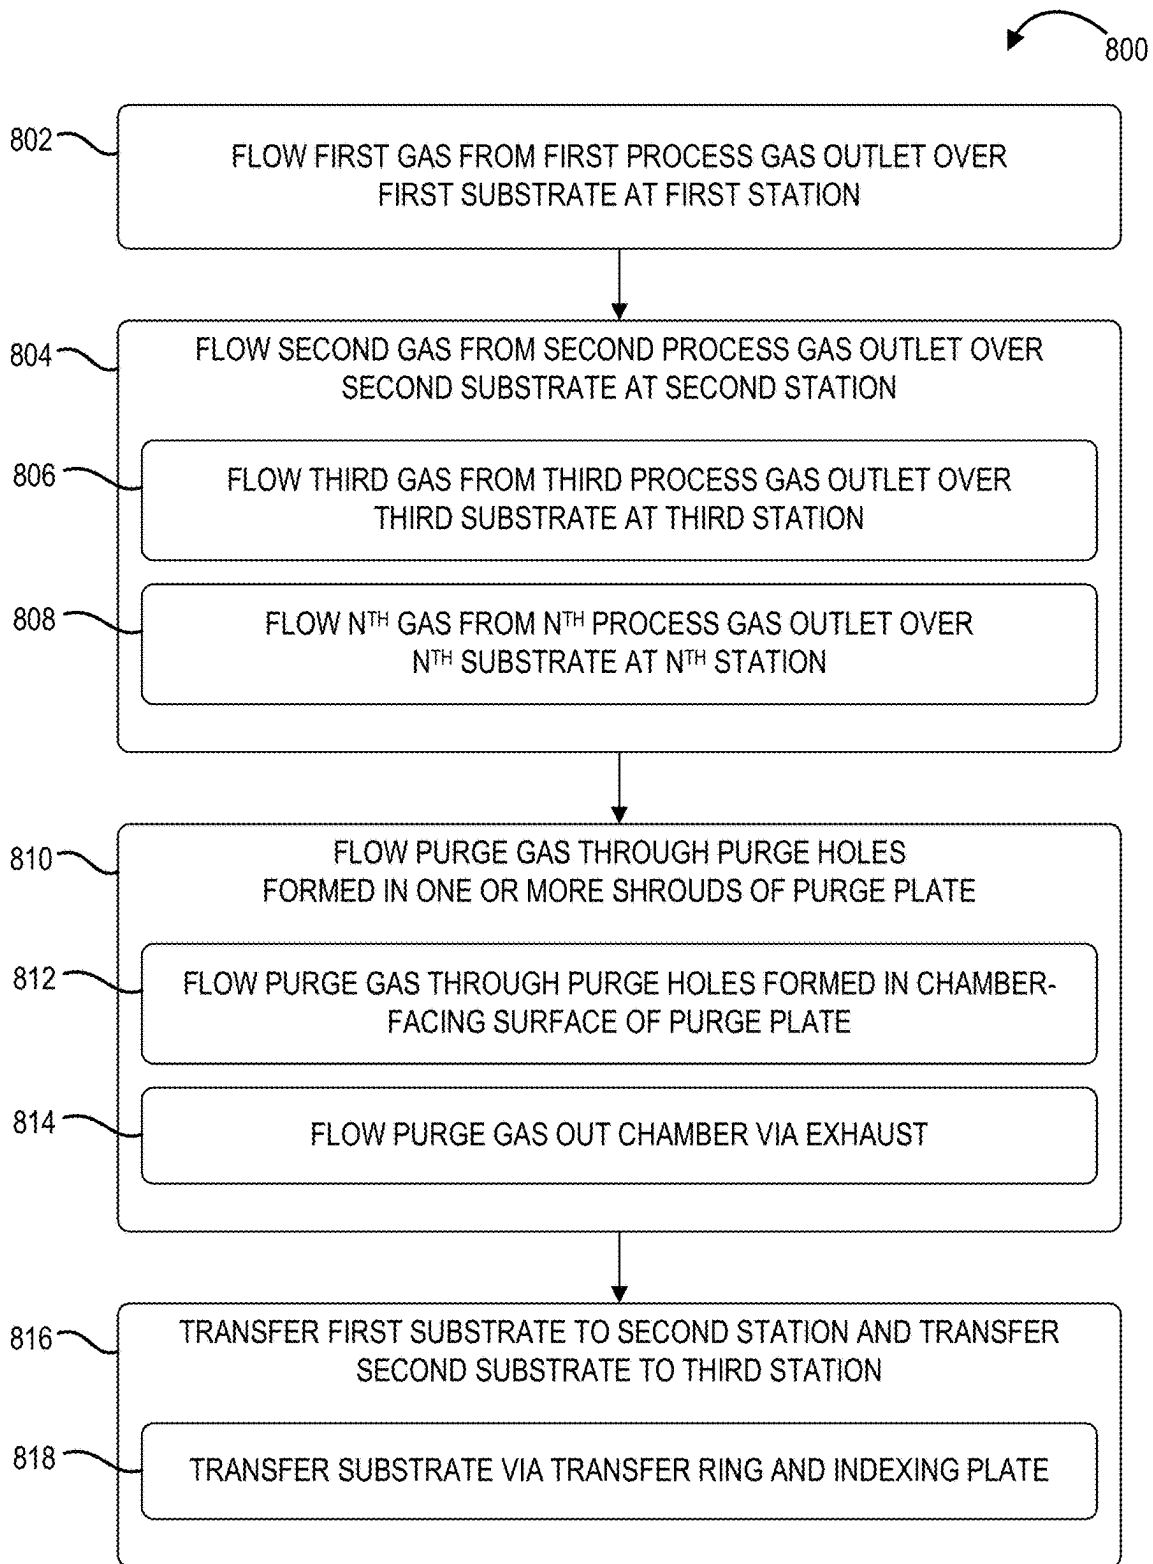 800
802
FLOW FIRST GAS FROM FIRST PROCESS GAS OUTLET OVER
FIRST SUBSTRATE AT FIRST STATION
804
FLOW SECOND GAS FROM SECOND PROCESS GAS OUTLET OVER
SECOND SUBSTRATE AT SECOND STATION
806
FLOW THIRD GAS FROM THIRD PROCESS GAS OUTLET OVER
THIRD SUBSTRATE AT THIRD STATION
808
FLOW Nᵀᴴ GAS FROM Nᵀᴴ PROCESS GAS OUTLET OVER
Nᵀᴴ SUBSTRATE AT Nᵀᴴ STATION
810
FLOW PURGE GAS THROUGH PURGE HOLES
FORMED IN ONE OR MORE SHROUDS OF PURGE PLATE
812
FLOW PURGE GAS THROUGH PURGE HOLES FORMED IN CHAMBER-
FACING SURFACE OF PURGE PLATE
814
FLOW PURGE GAS OUT CHAMBER VIA EXHAUST
816
TRANSFER FIRST SUBSTRATE TO SECOND STATION AND TRANSFER
SECOND SUBSTRATE TO THIRD STATION
818
TRANSFER SUBSTRATE VIA TRANSFER RING AND INDEXING PLATE